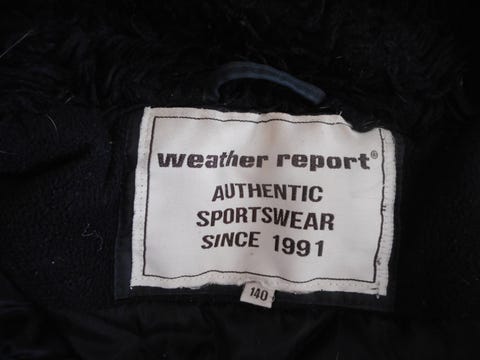 weather report®
AUTHENTIC
SPORTSWEAR
SINCE 1991
140